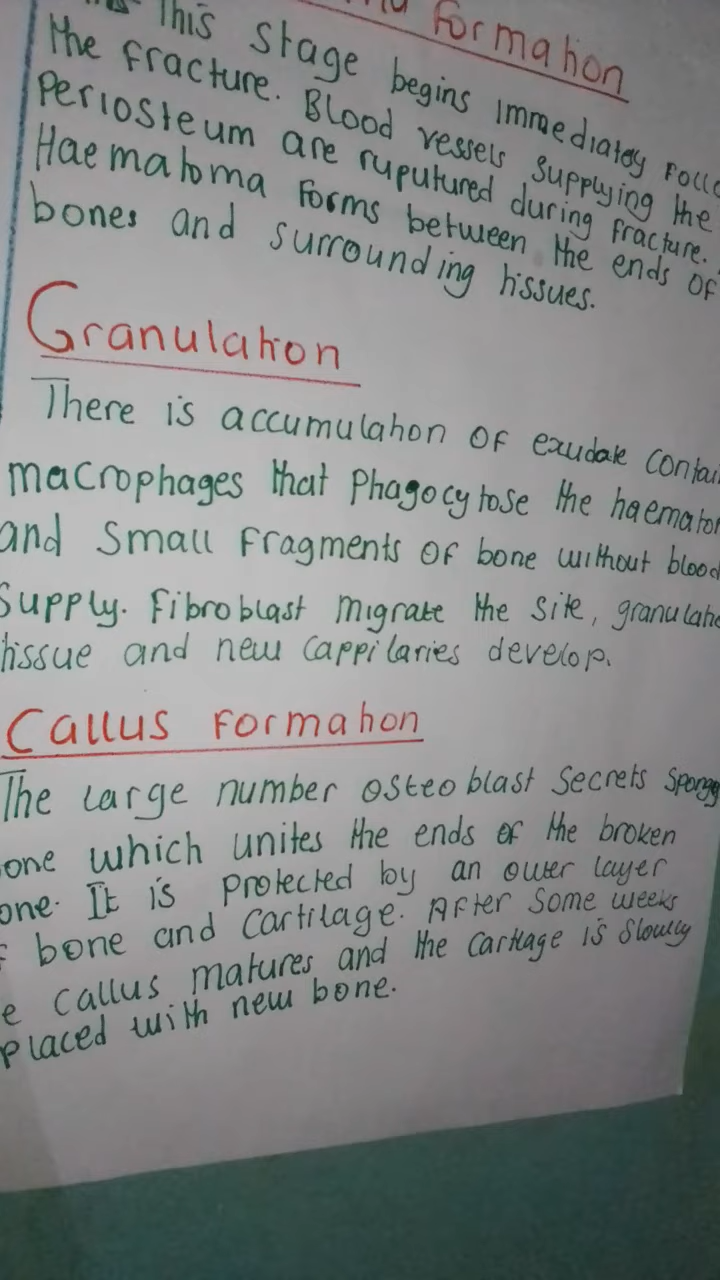 Formation
This stage begins immediately
the fracture. Blood vessels supplying the
Periosteum are ruputured during fracture.
Haematoma forms between the ends of
bones and surrounding tissues.
Granulation
There is accumulation of exudate contai
macrophages that phagocytose the haemato
and small fragments of bone without blood
Supply. Fibroblast migrate the site, granulati
tissue and new cappilaries develop.
Callus Formation
The large number osteoblast secrets spongy
one which unites the ends of the broken
one. It is protected by an outer layer
f bone and cartilage. After some weeks
e callus matures and the cartlage is slowly
placed with new bone.